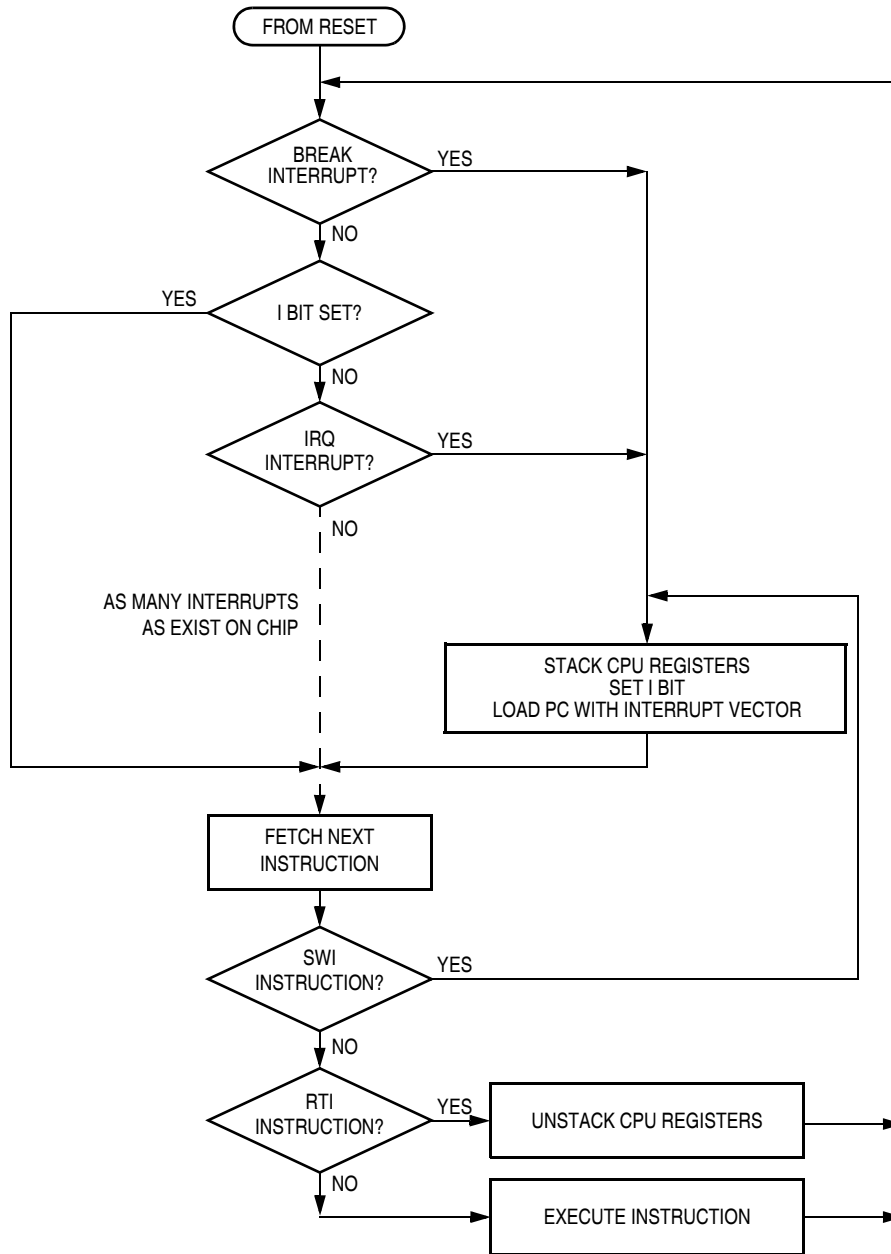 FROM RESET
BREAK
INTERRUPT?
YES
NO
YES
I BIT SET?
NO
IRQ
INTERRUPT?
YES
NO
AS MANY INTERRUPTS
AS EXIST ON CHIP
STACK CPU REGISTERS
SET I BIT
LOAD PC WITH INTERRUPT VECTOR
FETCH NEXT
INSTRUCTION
SWI
INSTRUCTION?
YES
NO
RTI
INSTRUCTION?
YES
UNSTACK CPU REGISTERS
NO
EXECUTE INSTRUCTION